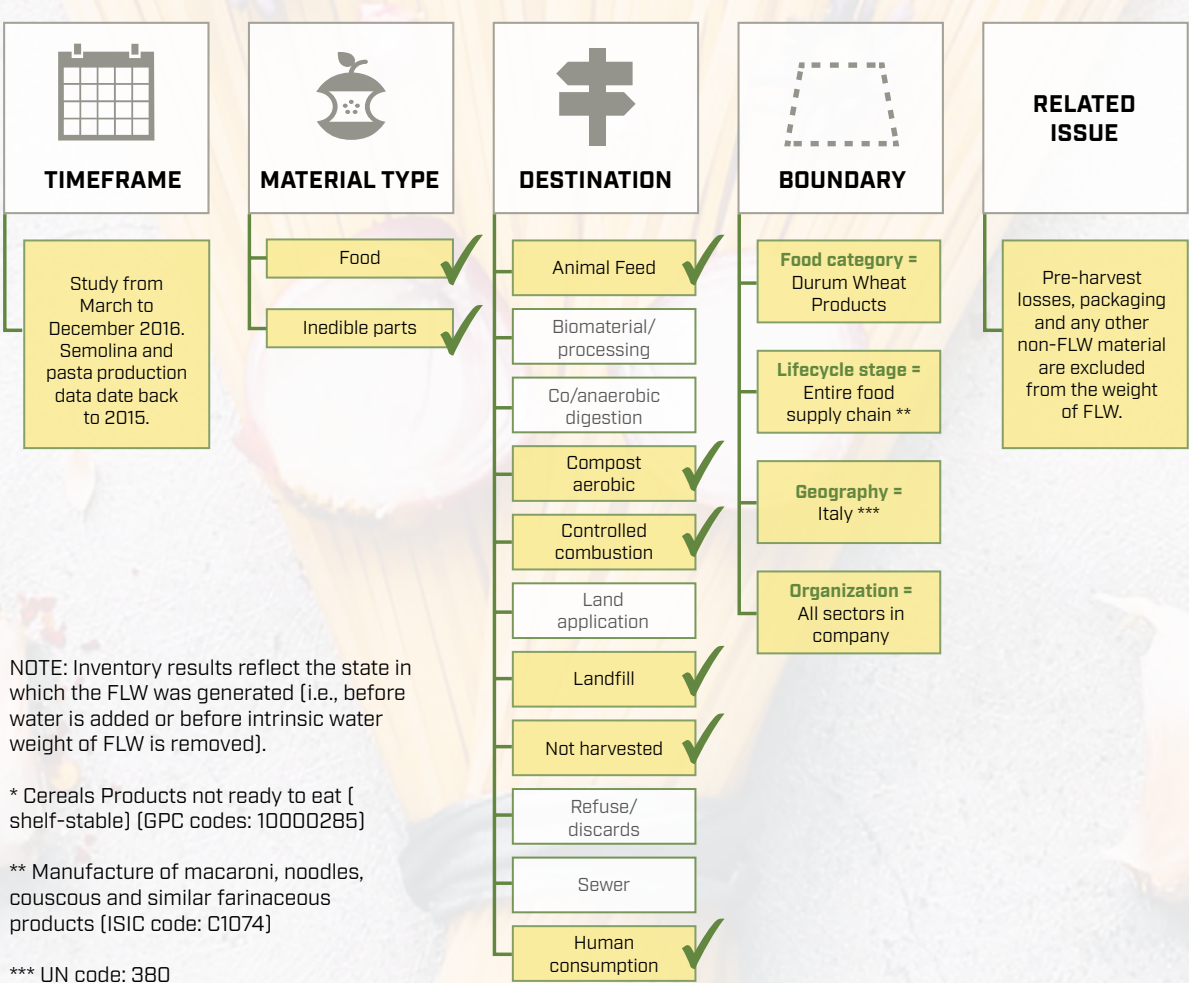 TIMEFRAME
Study from
March to
December 2016.
Semolina and
pasta production
data date back
to 2015.
MATERIAL TYPE
Food
Inedible parts
DESTINATION
Animal Feed
Biomaterial/
processing
Co/anaerobic
digestion
Compost
aerobic
Controlled
combustion
Land
application
Landfill
Not harvested
Refuse/
discards
Sewer
Human
consumption
BOUNDARY
Food category =
Durum Wheat
Products
Lifecycle stage =
Entire food
supply chain **
Geography =
Italy ***
Organization =
All sectors in
company
RELATED
ISSUE
Pre-harvest
losses, packaging
and any other
non-FLW material
are excluded
from the weight
of FLW.
NOTE: Inventory results reflect the state in
which the FLW was generated (i.e., before
water is added or before intrinsic water
weight of FLW is removed).
* Cereals Products not ready to eat (
shelf-stable) (GPC codes: 10000285)
** Manufacture of macaroni, noodles,
couscous and similar farinaceous
products (ISIC code: C1074)
*** UN code: 380